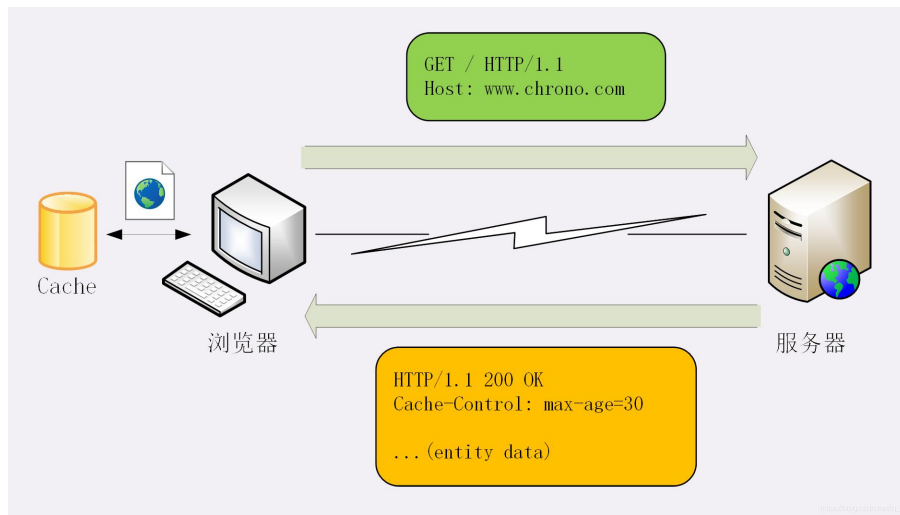 GET / HTTP/1.1
Host: www.chrono.com
Cache
浏览器
服务器
HTTP/1.1 200 OK
Cache-Control: max-age=30
...(entity data)